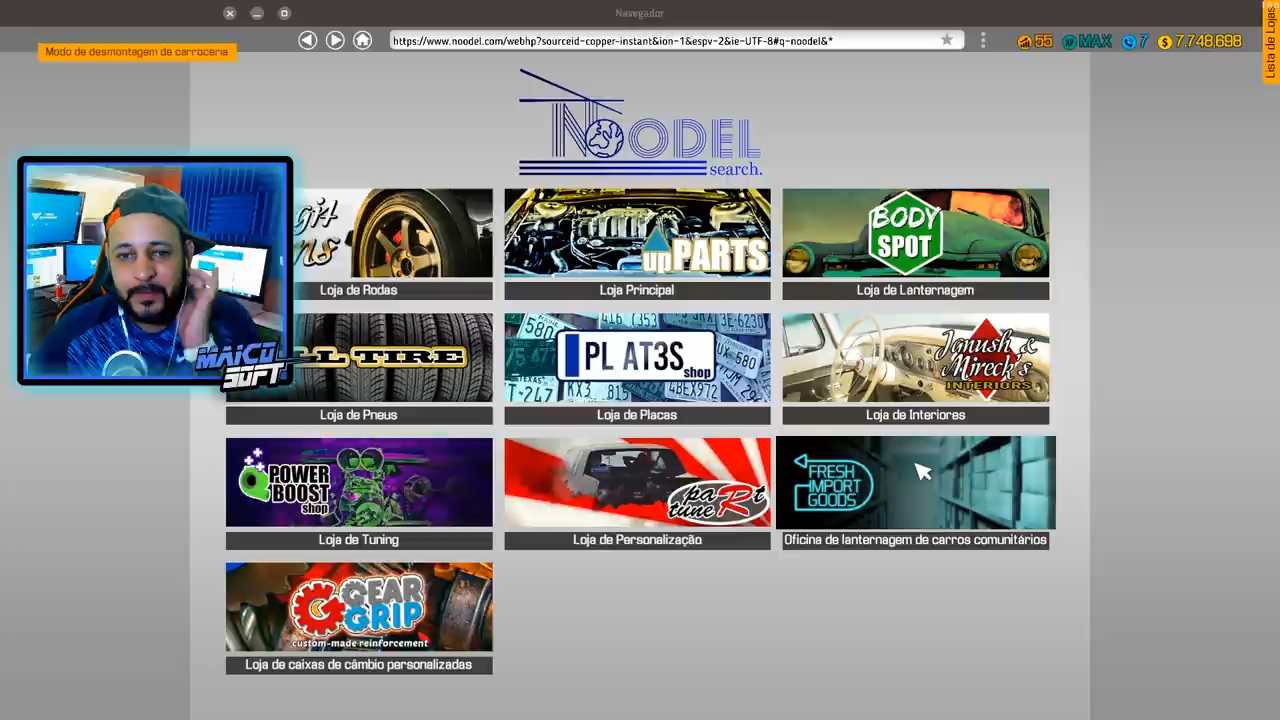 Navegador
https://www.noodel.com/webhp?sourceid-copper-instant&ion-1&espv-2&ie-UTF-8#q-noodel&*
Modo de desmontagem de carroceria
55 MAX 7 7,748,698
Lista de Lojas
NOODEL
search.
upPARTS
BODY
SPOT
Loja de Rodas
Loja Principal
Loja de Lanternagem
MAICU
SOFT
TIRE
PL AT3S
shop
Janush &
Mireck's
INTERIORS
Loja de Pneus
Loja de Placas
Loja de Interiores
POWER
BOOST
shop
paRt
tuneR
FRESH
IMPORT
GOODS
Loja de Tuning
Loja de Personalização
Oficina de lanternagem de carros comunitários
GEAR
GRIP
custom-made reinforcement
Loja de caixas de câmbio personalizadas